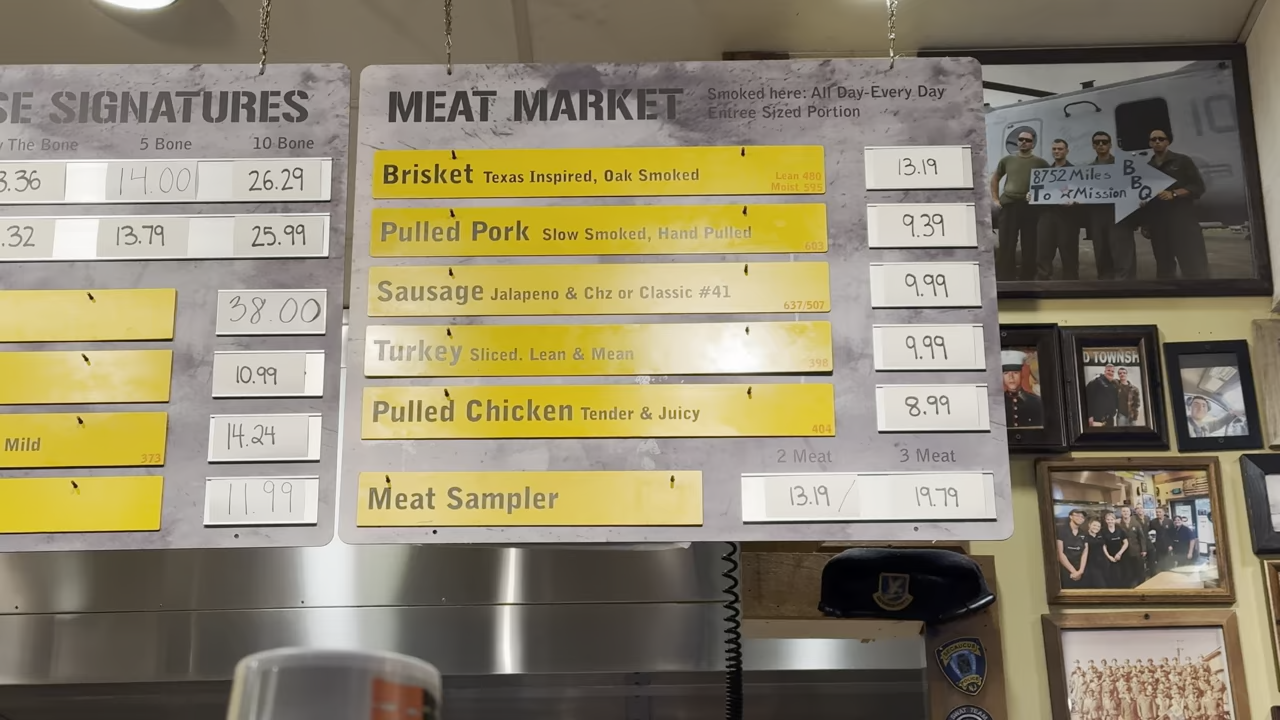 SE SIGNATURES
The Bone 5 Bone 10 Bone
3.36 14.00 26.29
.32 13.79 25.99
38.00
10.99
Mild 373 14.24
11.99
MEAT MARKET
Smoked here: All Day-Every Day
Entree Sized Portion
Brisket Texas Inspired, Oak Smoked
Lean 480
Moist 595
13.19
Pulled Pork Slow Smoked, Hand Pulled 603 9.39
Sausage Jalapeno & Chz or Classic #41 637/507 9.99
Turkey Sliced. Lean & Mean 398 9.99
Pulled Chicken Tender & Juicy 404 8.99
2 Meat 3 Meat
Meat Sampler 13.19 / 19.79
10
8752 Miles
To ☆ Mission
BBQ
D TOWNSH